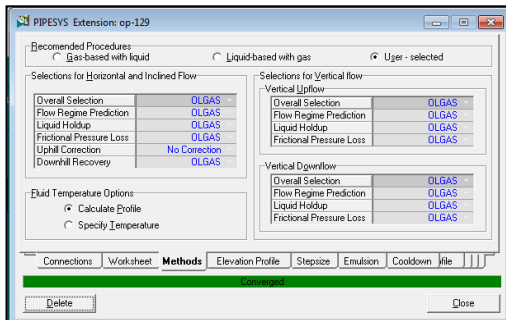 PIPESYS Extension: op-129
Recomended Procedures
Gas-based with liquid
Liquid-based with gas
User - selected
Selections for Horizontal and Inclined Flow
Overall Selection OLGAS
Flow Regime Prediction OLGAS
Liquid Holdup OLGAS
Frictional Pressure Loss OLGAS
Uphill Correction No Correction
Downhill Recovery OLGAS
Fluid Temperature Options
Calculate Profile
Specify Temperature
Selections for Vertical flow
Vertical Upflow
Overall Selection OLGAS
Flow Regime Prediction OLGAS
Liquid Holdup OLGAS
Frictional Pressure Loss OLGAS
Vertical Downflow
Overall Selection OLGAS
Flow Regime Prediction OLGAS
Liquid Holdup OLGAS
Frictional Pressure Loss OLGAS
Connections Worksheet Methods Elevation Profile Stepsize Emulsion Cooldown
Converged
Delete Close